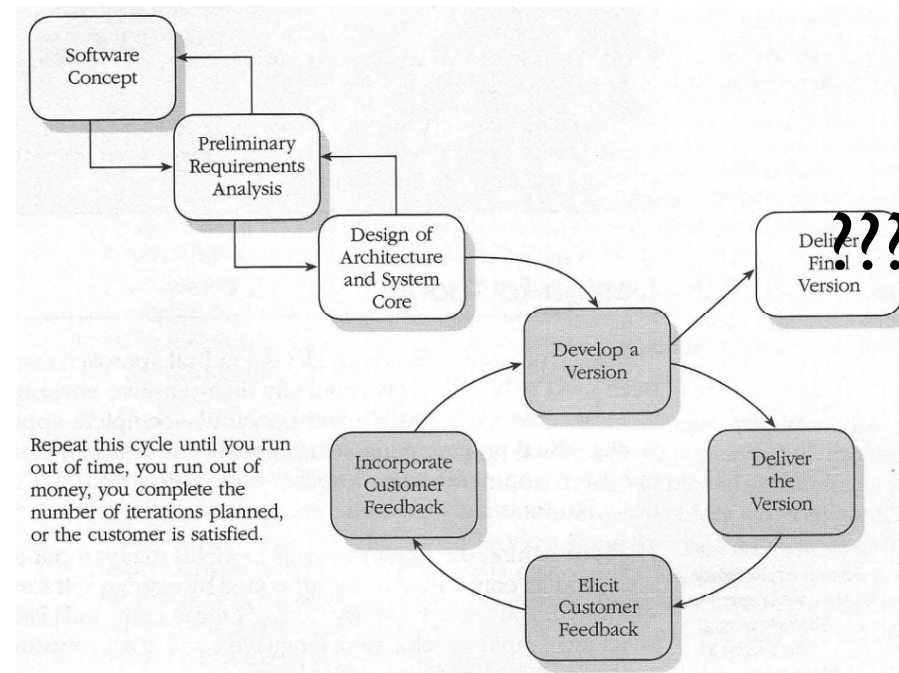 Software
Concept
Preliminary
Requirements
Analysis
Design of
Architecture
and System
Core
???
Deliver
Final
Version
Develop a
Version
Repeat this cycle until you run
out of time, you run out of
money, you complete the
number of iterations planned,
or the customer is satisfied.
Incorporate
Customer
Feedback
Deliver
the
Version
Elicit
Customer
Feedback